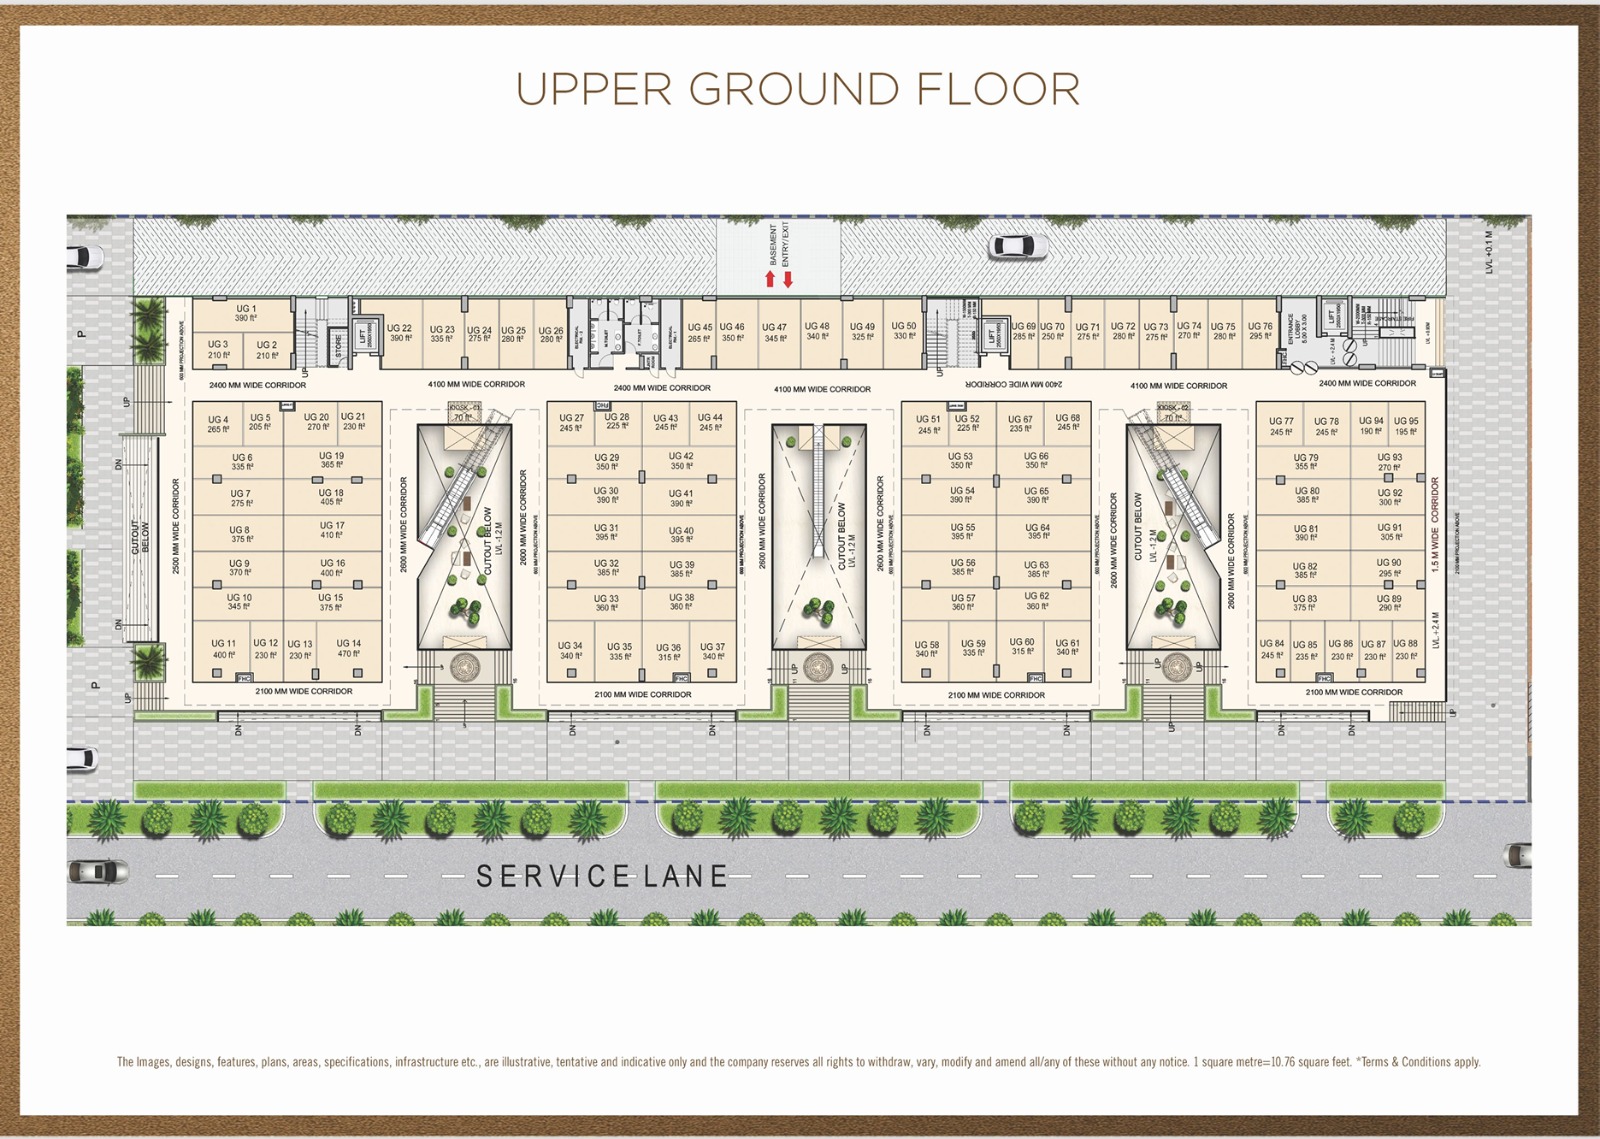 UPPER GROUND FLOOR
BASEMENT
ENTRY/EXIT
LVL +0.1 M
P
UG 1
390 ft²
UG 3
210 ft²
UG 2
210 ft²
UP
STORE
LIFT
UG 22
390 ft²
UG 23
335 ft²
UG 24
275 ft²
UG 25
280 ft²
UG 26
280 ft²
UG 45
265 ft²
UG 46
350 ft²
UG 47
345 ft²
UG 48
340 ft²
UG 49
325 ft²
UG 50
330 ft²
UP
LIFT
UG 69
285 ft²
UG 70
250 ft²
UG 71
275 ft²
UG 72
280 ft²
UG 73
275 ft²
UG 74
270 ft²
UG 75
280 ft²
UG 76
295 ft²
ENTRANCE
LOBBY
LIFT
2400 MM WIDE CORRIDOR
4100 MM WIDE CORRIDOR
2400 MM WIDE CORRIDOR
4100 MM WIDE CORRIDOR
2400 MM WIDE CORRIDOR
4100 MM WIDE CORRIDOR
2400 MM WIDE CORRIDOR
UP
DN
CUTOUT
BELOW
DN
2500 MM WIDE CORRIDOR
UG 4
265 ft²
UG 5
205 ft²
UG 20
270 ft²
UG 21
230 ft²
UG 6
335 ft²
UG 19
365 ft²
UG 7
275 ft²
UG 18
405 ft²
UG 8
375 ft²
UG 17
410 ft²
UG 9
370 ft²
UG 16
400 ft²
UG 10
345 ft²
UG 15
375 ft²
UG 11
400 ft²
UG 12
230 ft²
UG 13
230 ft²
UG 14
470 ft²
FHC
2100 MM WIDE CORRIDOR
2600 MM WIDE CORRIDOR
KIOSK - 01
70 ft²
CUTOUT BELOW
LVL -1.2 M
2600 MM WIDE CORRIDOR
FHC
UG 27
245 ft²
UG 28
225 ft²
UG 43
245 ft²
UG 44
245 ft²
UG 29
350 ft²
UG 42
350 ft²
UG 30
390 ft²
UG 41
390 ft²
UG 31
395 ft²
UG 40
395 ft²
UG 32
385 ft²
UG 39
385 ft²
UG 33
360 ft²
UG 38
360 ft²
UG 34
340 ft²
UG 35
335 ft²
UG 36
315 ft²
UG 37
340 ft²
FHC
2100 MM WIDE CORRIDOR
2600 MM WIDE CORRIDOR
CUTOUT BELOW
LVL -1.2 M
2600 MM WIDE CORRIDOR
UP
UP
UG 51
245 ft²
UG 52
225 ft²
UG 67
235 ft²
UG 68
245 ft²
UG 53
350 ft²
UG 66
350 ft²
UG 54
390 ft²
UG 65
390 ft²
UG 55
395 ft²
UG 64
395 ft²
UG 56
385 ft²
UG 63
385 ft²
UG 57
360 ft²
UG 62
360 ft²
UG 58
340 ft²
UG 59
335 ft²
UG 60
315 ft²
UG 61
340 ft²
FHC
2100 MM WIDE CORRIDOR
2600 MM WIDE CORRIDOR
KIOSK - 02
70 ft²
CUTOUT BELOW
LVL -1.2 M
2600 MM WIDE CORRIDOR
UP
UP
UG 77
245 ft²
UG 78
245 ft²
UG 94
190 ft²
UG 95
195 ft²
UG 79
355 ft²
UG 93
270 ft²
UG 80
385 ft²
UG 92
300 ft²
UG 81
390 ft²
UG 91
305 ft²
UG 82
385 ft²
UG 90
295 ft²
UG 83
375 ft²
UG 89
290 ft²
UG 84
245 ft²
UG 85
235 ft²
UG 86
230 ft²
UG 87
230 ft²
UG 88
230 ft²
FHC
2100 MM WIDE CORRIDOR
1.5 M WIDE CORRIDOR
LVL +2.4 M
P
UP
DN
DN
DN
DN
DN
DN
UP
DN
DN
UP
SERVICE LANE
The Images, designs, features, plans, areas, specifications, infrastructure etc., are illustrative, tentative and indicative only and the company reserves all rights to withdraw, vary, modify and amend all/any of these without any notice. 1 square metre=10.76 square feet. *Terms & Conditions apply.